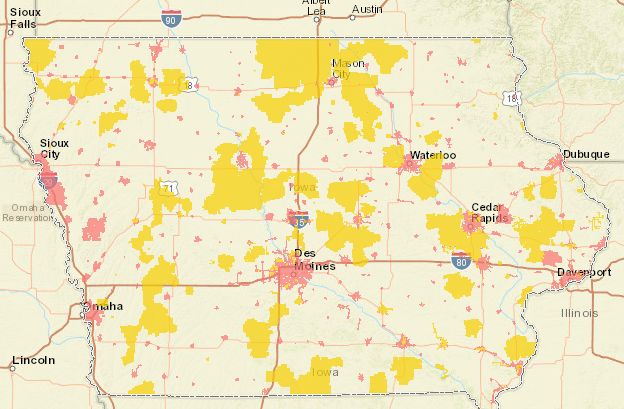 Sioux
Falls
90
Albert
Lea
Austin
Mason
City
18
18
Sioux
City
Waterloo
Dubuque
Omaha
Reservation
71
Iowa
35
Cedar
Rapids
Des
Moines
80
Davenport
Omaha
Illinois
Lincoln
Iowa